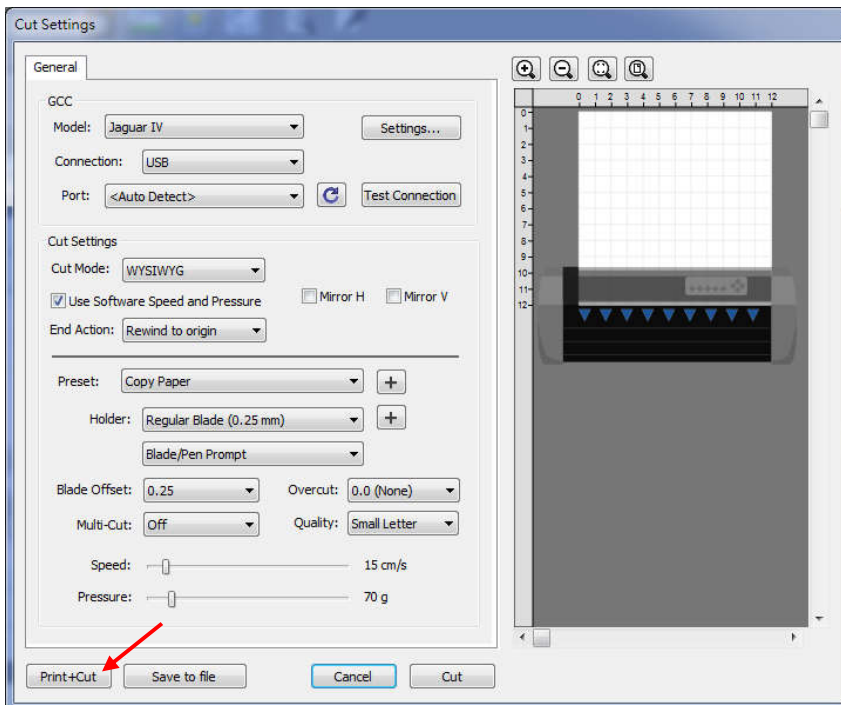 Cut Settings
General
GCC
Model: Jaguar IV Settings...
Connection: USB
Port: <Auto Detect> Test Connection
Cut Settings
Cut Mode: WYSIWYG
Use Software Speed and Pressure Mirror H Mirror V
End Action: Rewind to origin
Preset: Copy Paper +
Holder: Regular Blade (0.25 mm) +
Blade/Pen Prompt
Blade Offset: 0.25 Overcut: 0.0 (None)
Multi-Cut: Off Quality: Small Letter
Speed: 15 cm/s
Pressure: 70 g
Print+Cut Save to file Cancel Cut
0 1 2 3 4 5 6 7 8 9 10 11 12
0
1
2
3
4
5
6
7
8
9
10
11
12